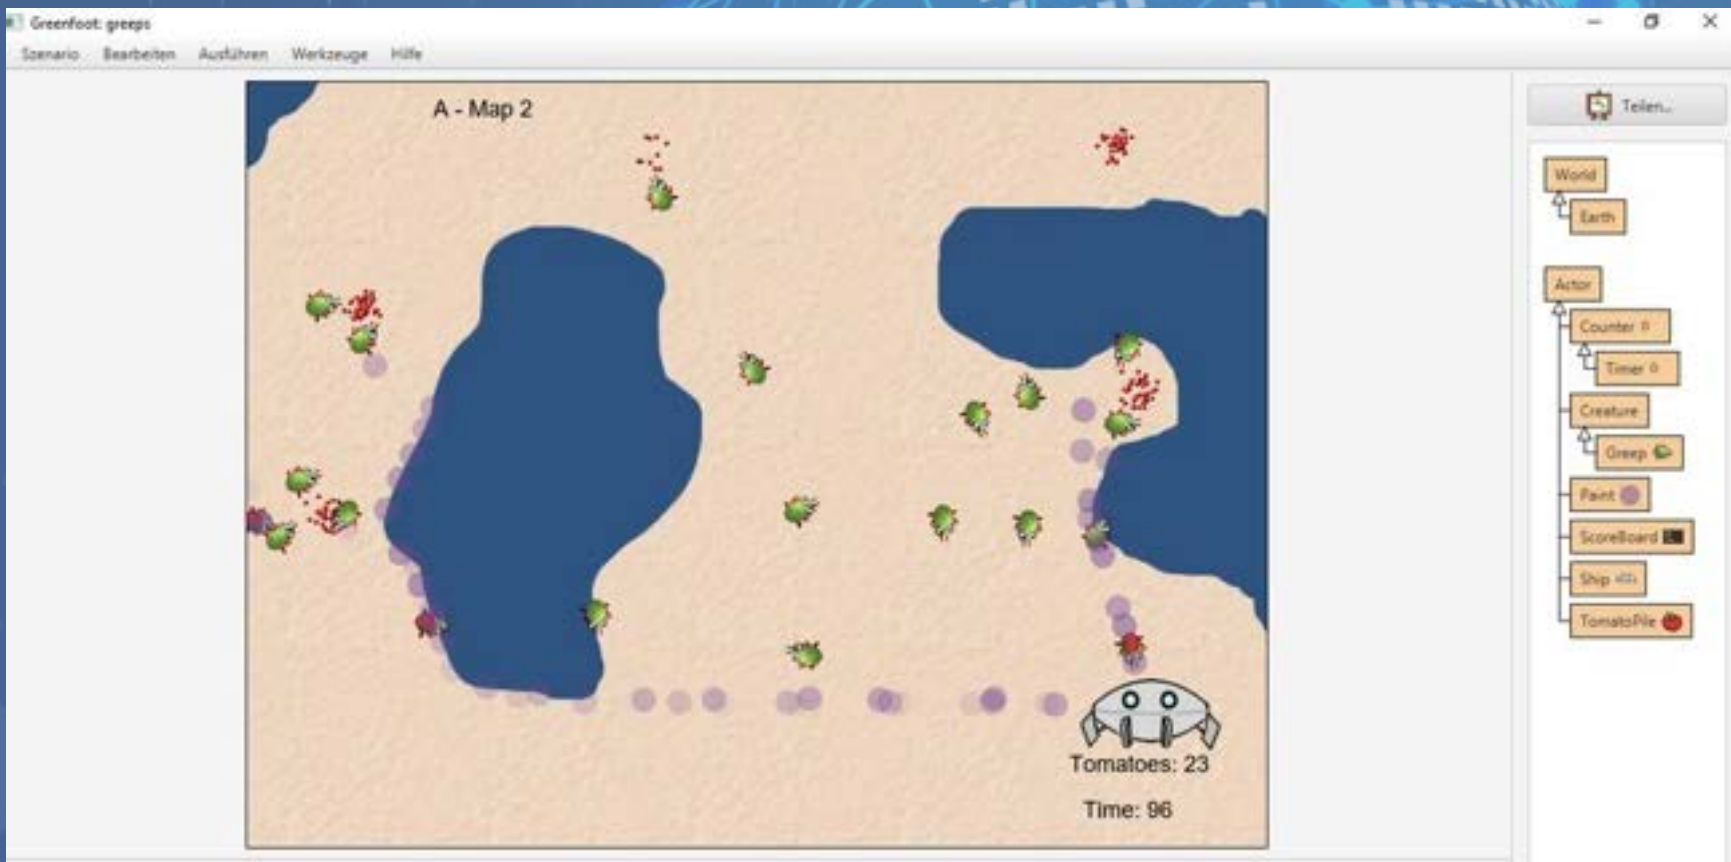 Greenfoot: greeps
Szenario Bearbeiten Ausführen Werkzeuge Hilfe
A - Map 2
Tomatoes: 23
Time: 96
Teilen...
World
Earth
Actor
Counter
Timer
Creature
Greep
Paint
ScoreBoard
Ship
TomatoPile